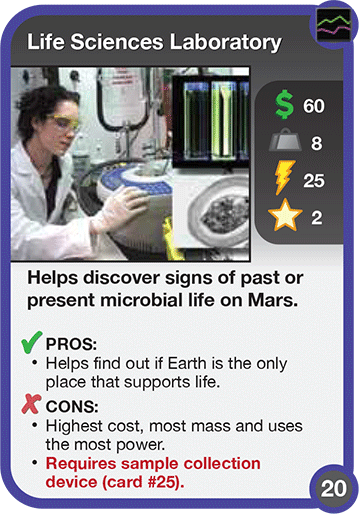 Life Sciences Laboratory
$ 60
8
25
2
Helps discover signs of past or
present microbial life on Mars.
PROS:
• Helps find out if Earth is the only
place that supports life.
CONS:
• Highest cost, most mass and uses
the most power.
• Requires sample collection
device (card #25).
20